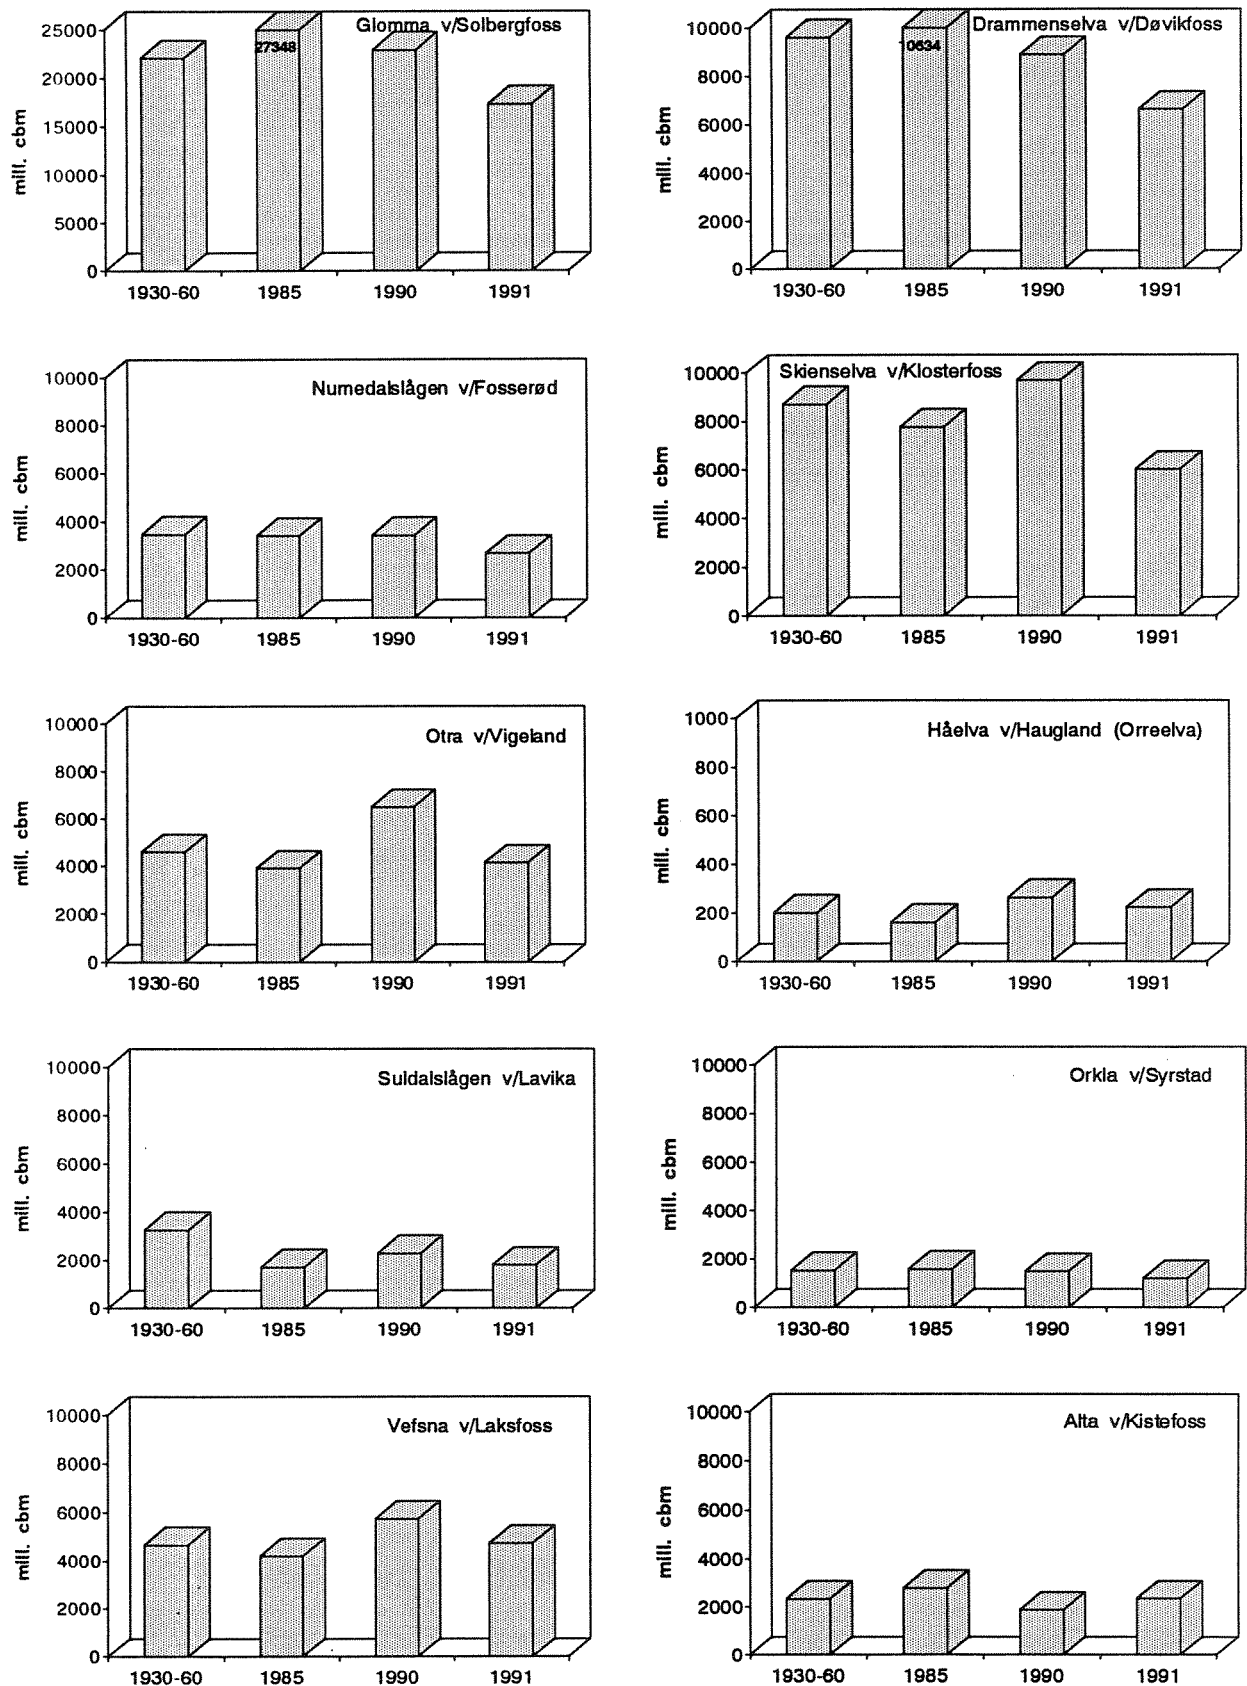 Glomma v/Solbergfoss
mill. cbm
25000
20000
15000
10000
5000
0
27348
1930-60 1985 1990 1991
Drammenselva v/Døvikfoss
mill. cbm
10000
8000
6000
4000
2000
0
10634
1930-60 1985 1990 1991
Numedalslågen v/Fosserød
mill. cbm
10000
8000
6000
4000
2000
0
1930-60 1985 1990 1991
Skienselva v/Klosterfoss
mill. cbm
10000
8000
6000
4000
2000
0
1930-60 1985 1990 1991
Otra v/Vigeland
mill. cbm
10000
8000
6000
4000
2000
0
1930-60 1985 1990 1991
Håelva v/Haugland (Orreelva)
mill. cbm
1000
800
600
400
200
0
1930-60 1985 1990 1991
Suldalslågen v/Lavika
mill. cbm
10000
8000
6000
4000
2000
0
1930-60 1985 1990 1991
Orkla v/Syrstad
mill. cbm
10000
8000
6000
4000
2000
0
1930-60 1985 1990 1991
Vefsna v/Laksfoss
mill. cbm
10000
8000
6000
4000
2000
0
1930-60 1985 1990 1991
Alta v/Kistefoss
mill. cbm
10000
8000
6000
4000
2000
0
1930-60 1985 1990 1991